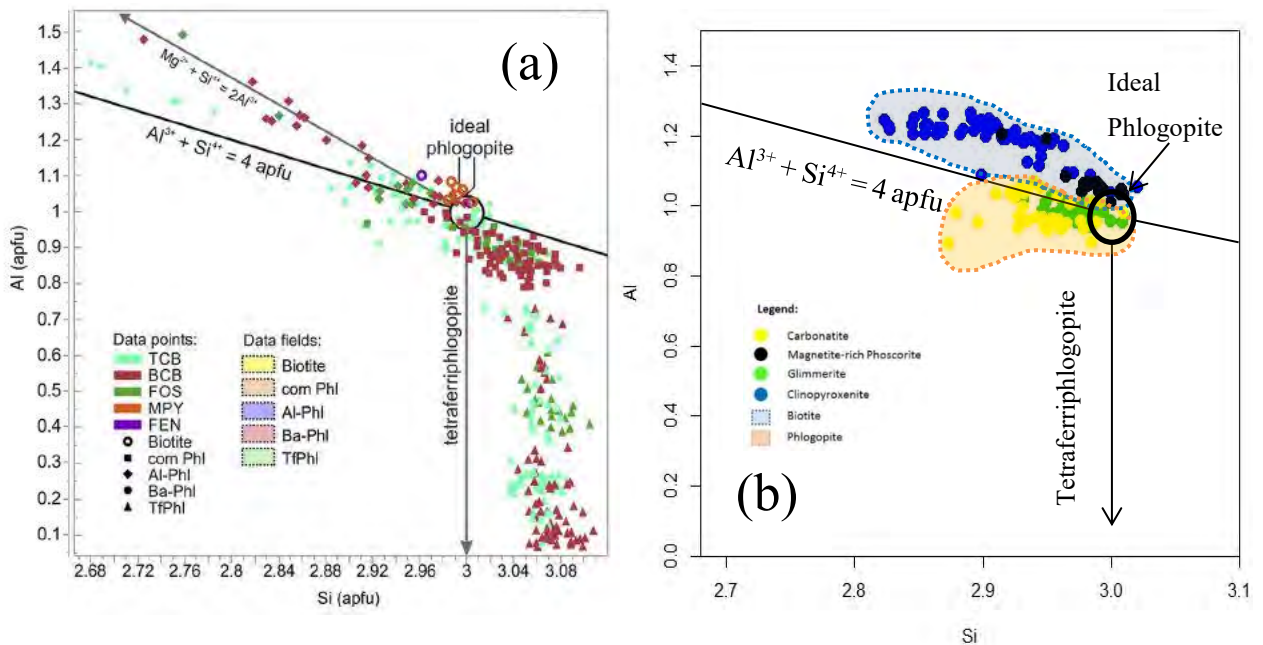 (a)
Al (apfu)
1.5
1.4
1.3
1.2
1.1
1
0.9
0.8
0.7
0.6
0.5
0.4
0.3
0.2
0.1
Mg²⁺ + Si⁴⁺ = 2Al³⁺
Al³⁺ + Si⁴⁺ = 4 apfu
ideal
phlogopite
tetraferriphlogopite
Data points:
TCB
BCB
FOS
MPY
FEN
Biotite
com Phl
Al-Phl
Ba-Phl
TfPhl
Data fields:
Biotite
com Phl
Al-Phl
Ba-Phl
TfPhl
2.68 2.72 2.76 2.8 2.84 2.88 2.92 2.96 3 3.04 3.08
Si (apfu)
(b)
Al
1.4
1.2
1.0
0.8
0.6
0.4
0.2
0.0
Ideal
Phlogopite
Al³⁺ + Si⁴⁺ = 4 apfu
Tetraferriphlogopite
Legend:
Carbonatite
Magnetite-rich Phoscorite
Glimmerite
Clinopyroxenite
Biotite
Phlogopite
2.7 2.8 2.9 3.0 3.1
Si